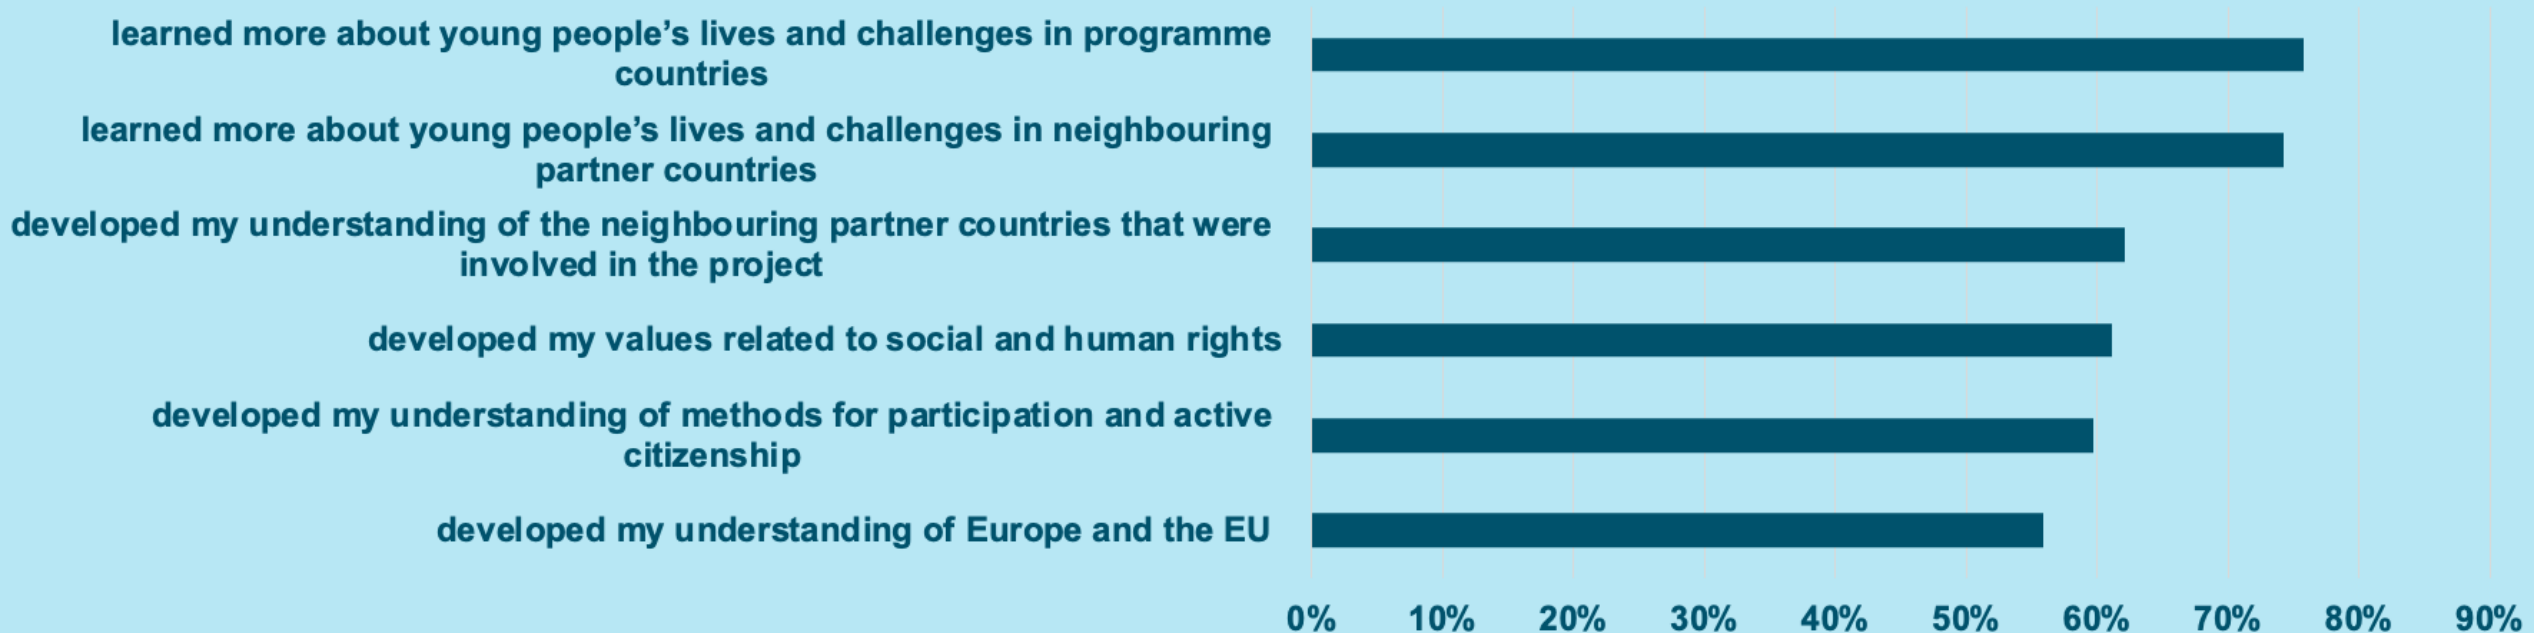 learned more about young people’s lives and challenges in programme
countries
learned more about young people’s lives and challenges in neighbouring
partner countries
developed my understanding of the neighbouring partner countries that were
involved in the project
developed my values related to social and human rights
developed my understanding of methods for participation and active
citizenship
developed my understanding of Europe and the EU
0% 10% 20% 30% 40% 50% 60% 70% 80% 90%